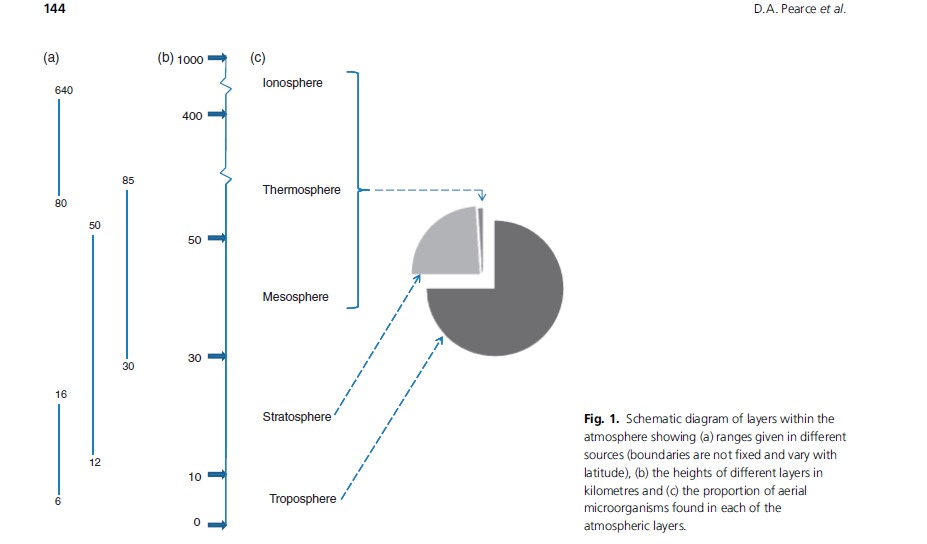 144
D.A. Pearce et al.
(a)
(b)
(c)
640
80
16
6
50
12
85
30
1000
400
50
30
10
0
Ionosphere
Thermosphere
Mesosphere
Stratosphere
Troposphere
Fig. 1. Schematic diagram of layers within the
atmosphere showing (a) ranges given in different
sources (boundaries are not fixed and vary with
latitude), (b) the heights of different layers in
kilometres and (c) the proportion of aerial
microorganisms found in each of the
atmospheric layers.